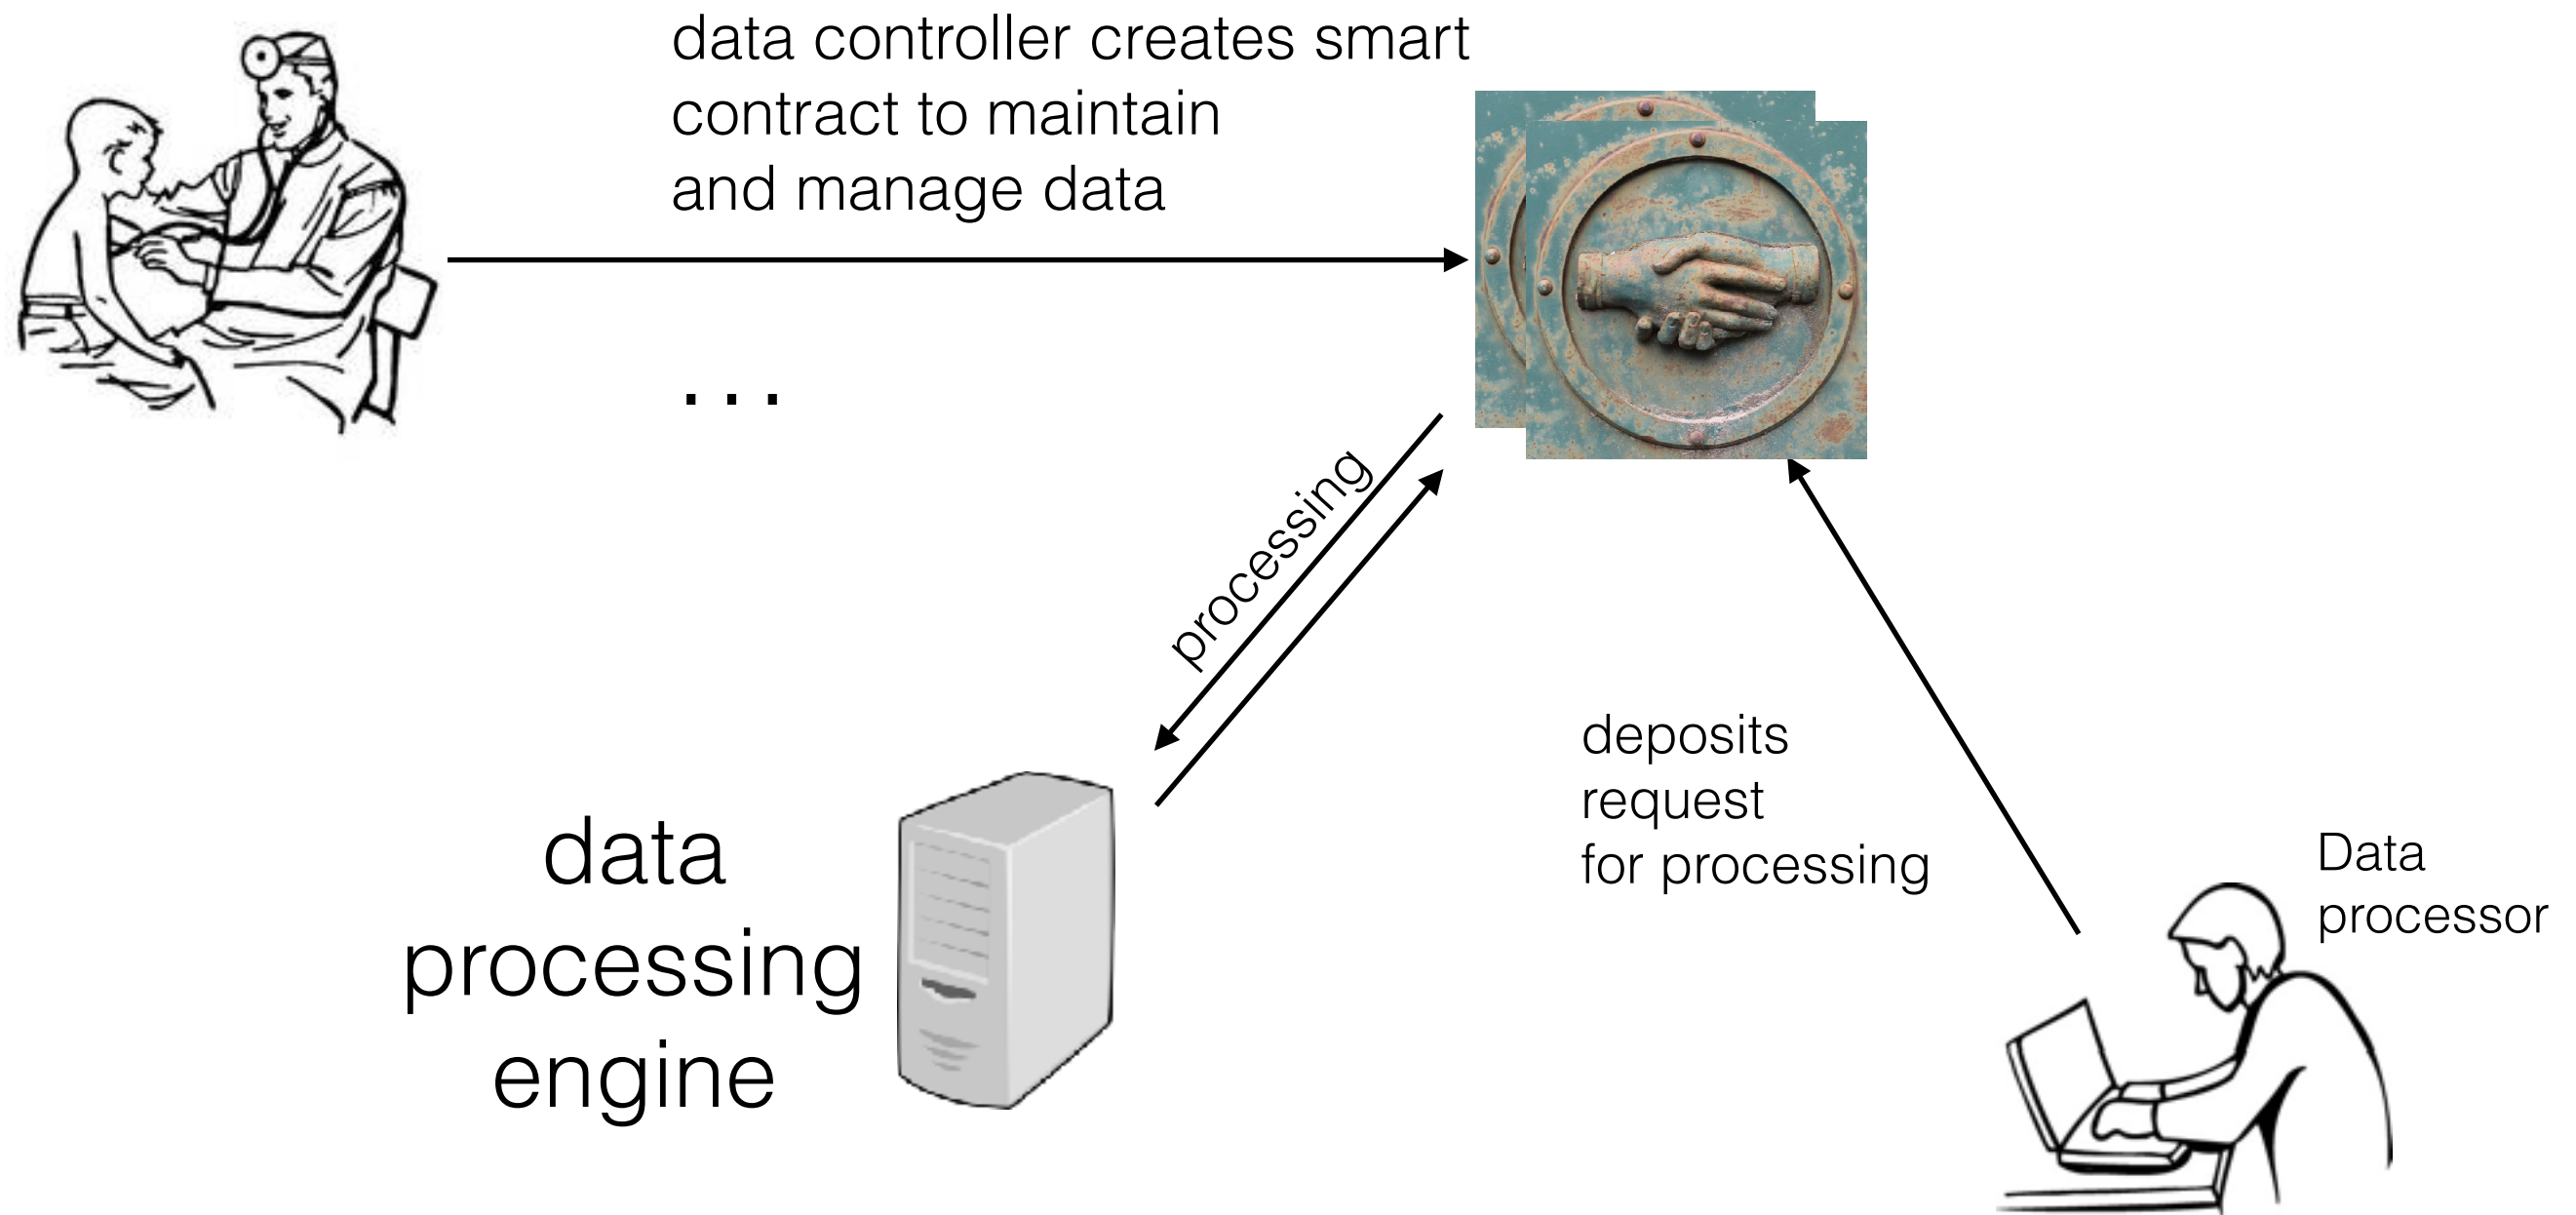 data controller creates smart
contract to maintain
and manage data
...
processing
deposits
request
for processing
data
processing
engine
Data
processor